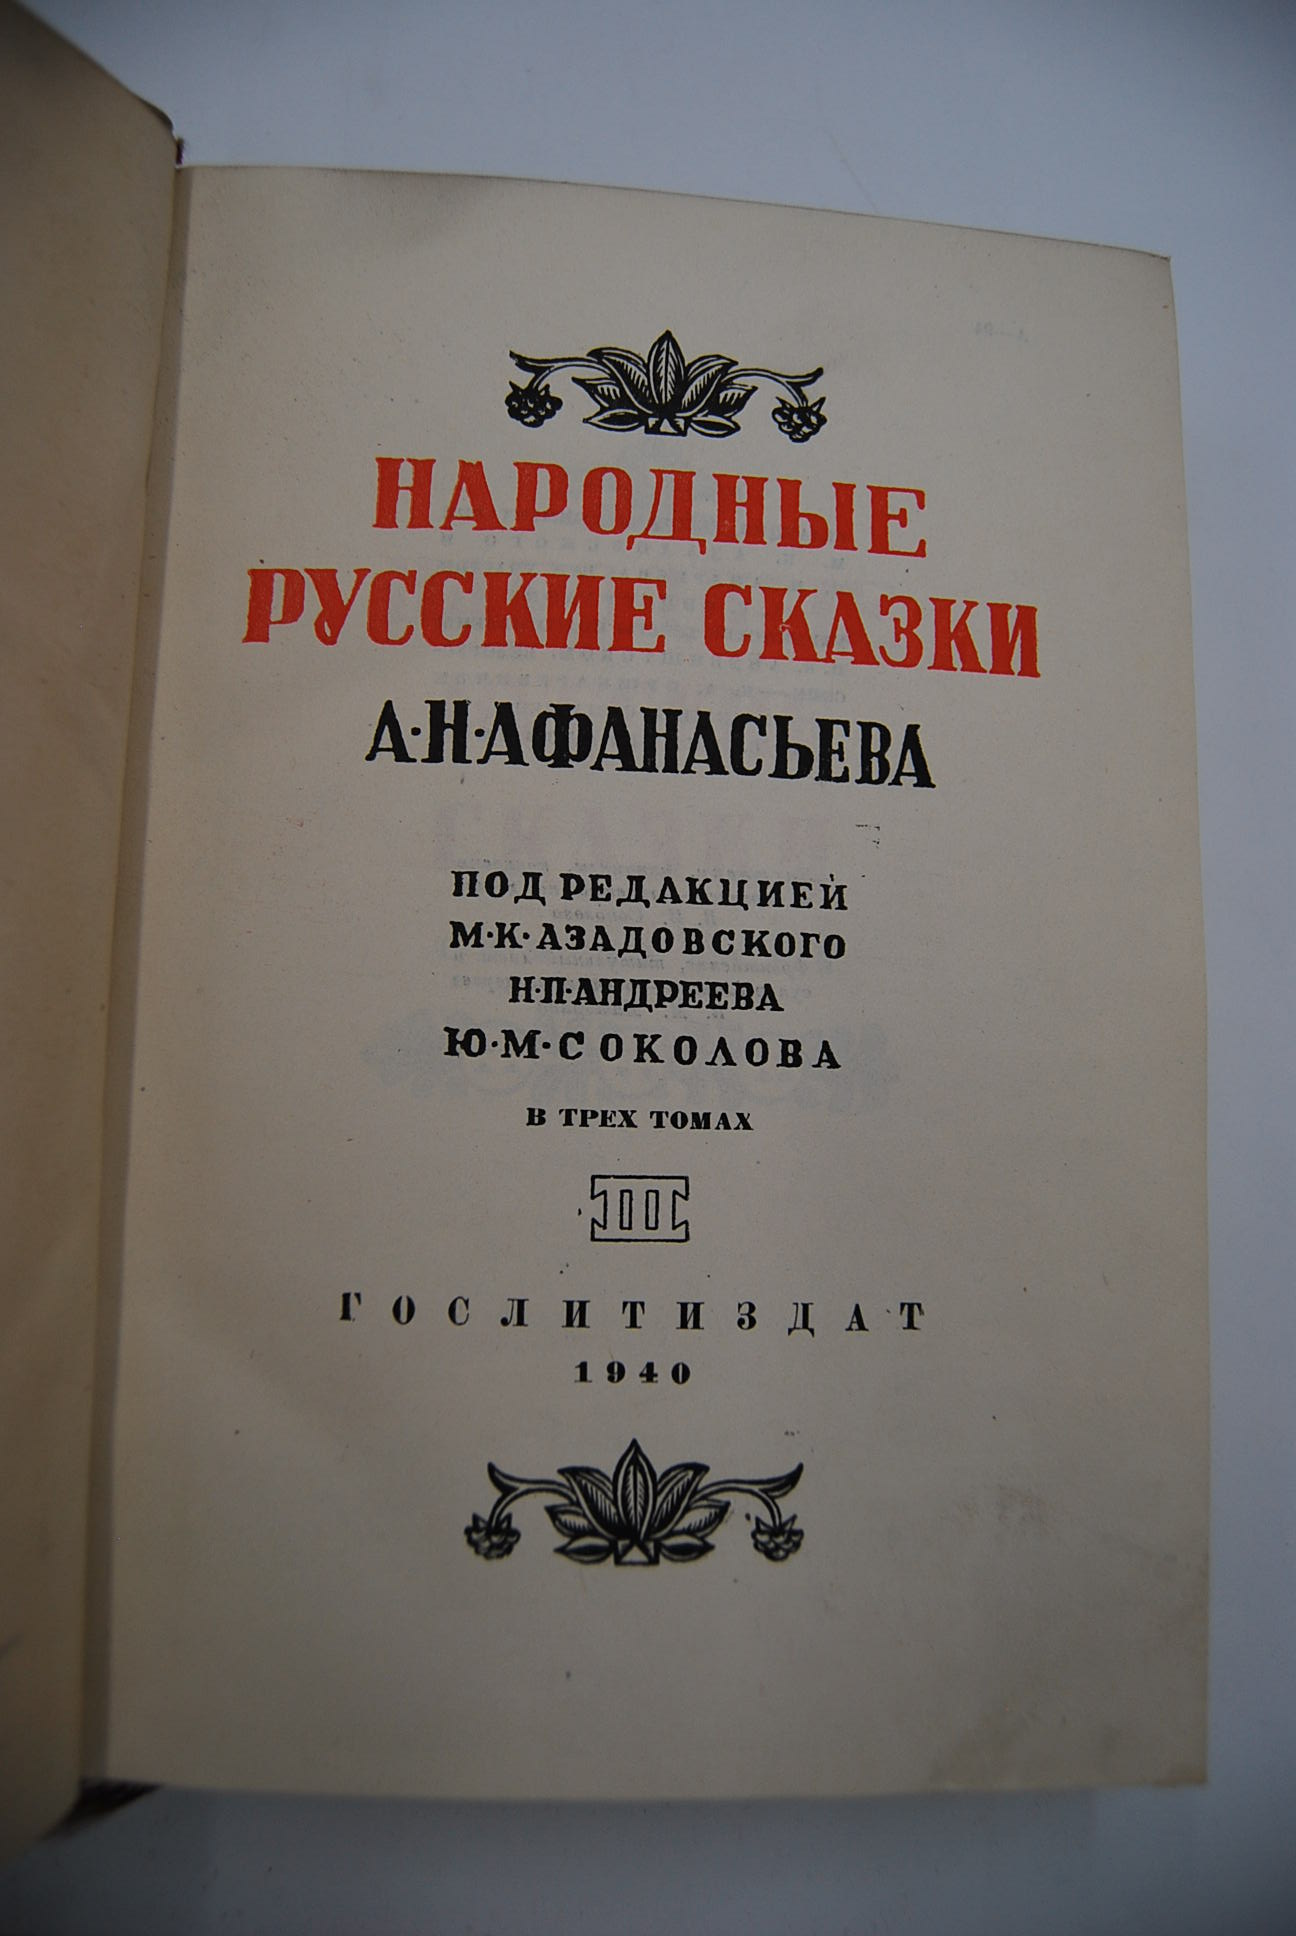 НАРОДНЫЕ
РУССКИЕ СКАЗКИ
А·Н·АФАНАСЬЕВА
ПОД РЕДАКЦИЕЙ
М·К·АЗАДОВСКОГО
Н·П·АНДРЕЕВА
Ю·М·СОКОЛОВА
В ТРЕХ ТОМАХ
III
ГОСЛИТИЗДАТ
1940